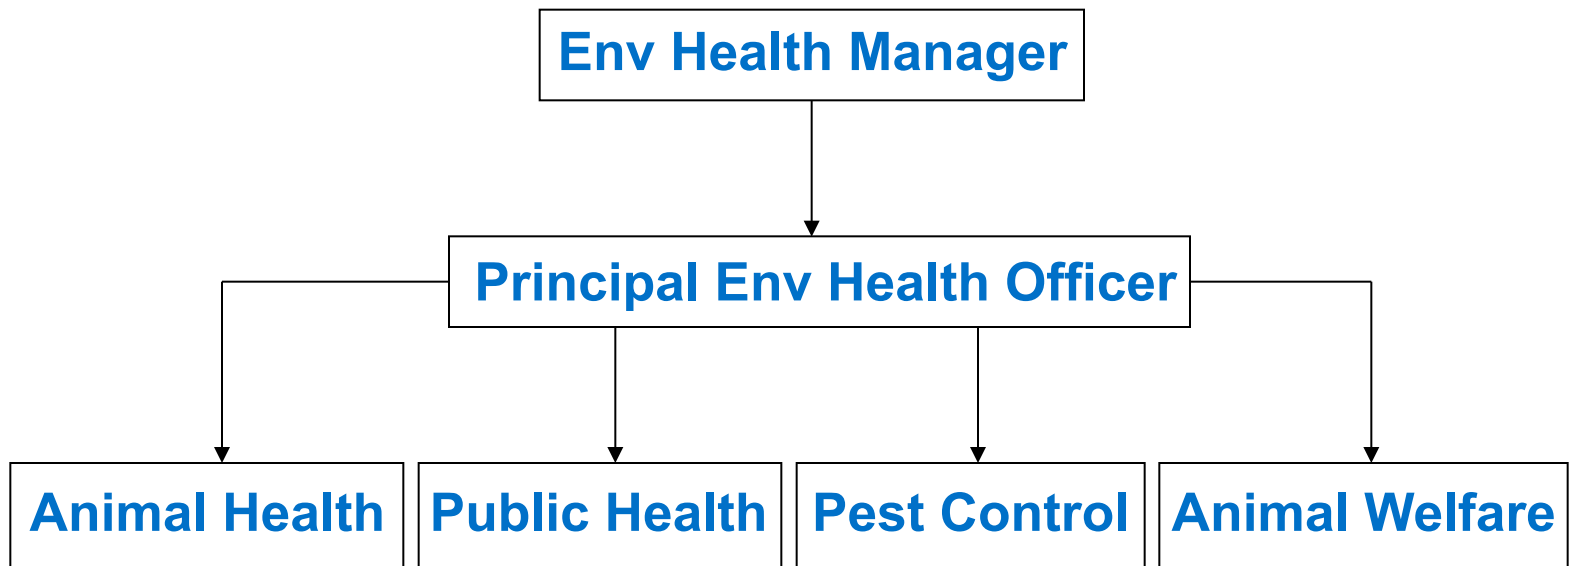 Env Health Manager
Principal Env Health Officer
Animal Health
Public Health
Pest Control
Animal Welfare